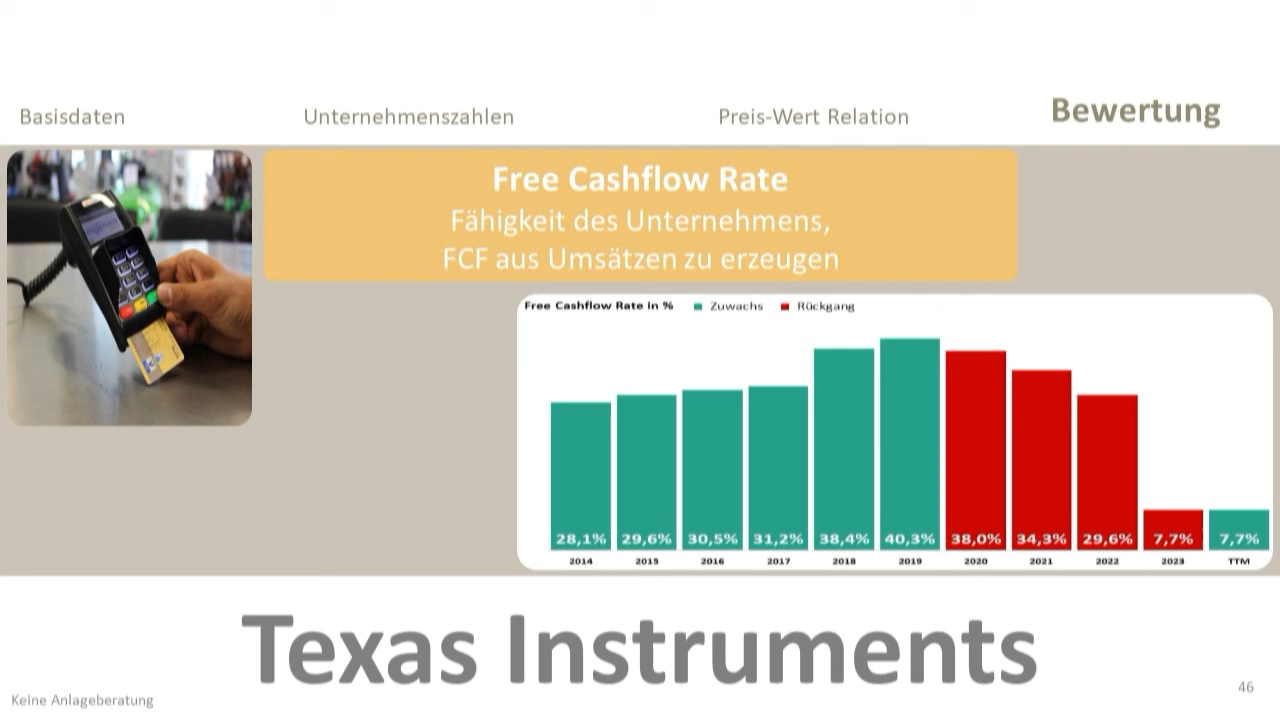 Basisdaten
Unternehmenszahlen
Preis-Wert Relation
Bewertung
Free Cashflow Rate
Fähigkeit des Unternehmens,
FCF aus Umsätzen zu erzeugen
Free Cashflow Rate in % Zuwachs Rückgang
28,1% 29,6% 30,5% 31,2% 38,4% 40,3% 38,0% 34,3% 29,6% 7,7% 7,7%
2014 2015 2016 2017 2018 2019 2020 2021 2022 2023 TTM
Texas Instruments
Keine Anlageberatung
46